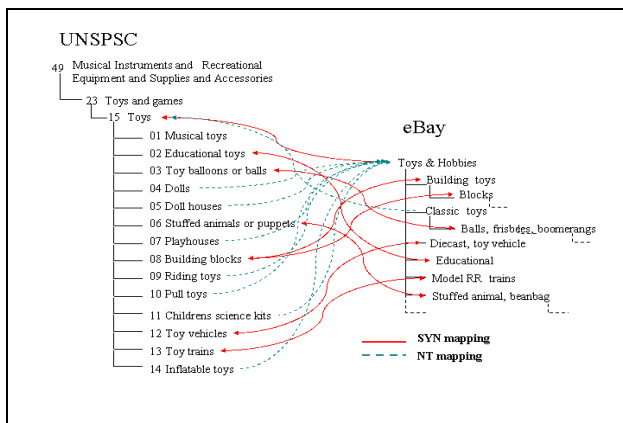 UNSPSC
49 Musical Instruments and Recreational
Equipment and Supplies and Accessories
23 Toys and games
15 Toys
01 Musical toys
02 Educational toys
03 Toy balloons or balls
04 Dolls
05 Doll houses
06 Stuffed animals or puppets
07 Playhouses
08 Building blocks
09 Riding toys
10 Pull toys
11 Childrens science kits
12 Toy vehicles
13 Toy trains
14 Inflatable toys
eBay
Toys & Hobbies
Building toys
Blocks
Classic toys
Balls, frisbees, boomerangs
Diecast, toy vehicle
Educational
Model RR trains
Stuffed animal, beanbag
SYN mapping
NT mapping